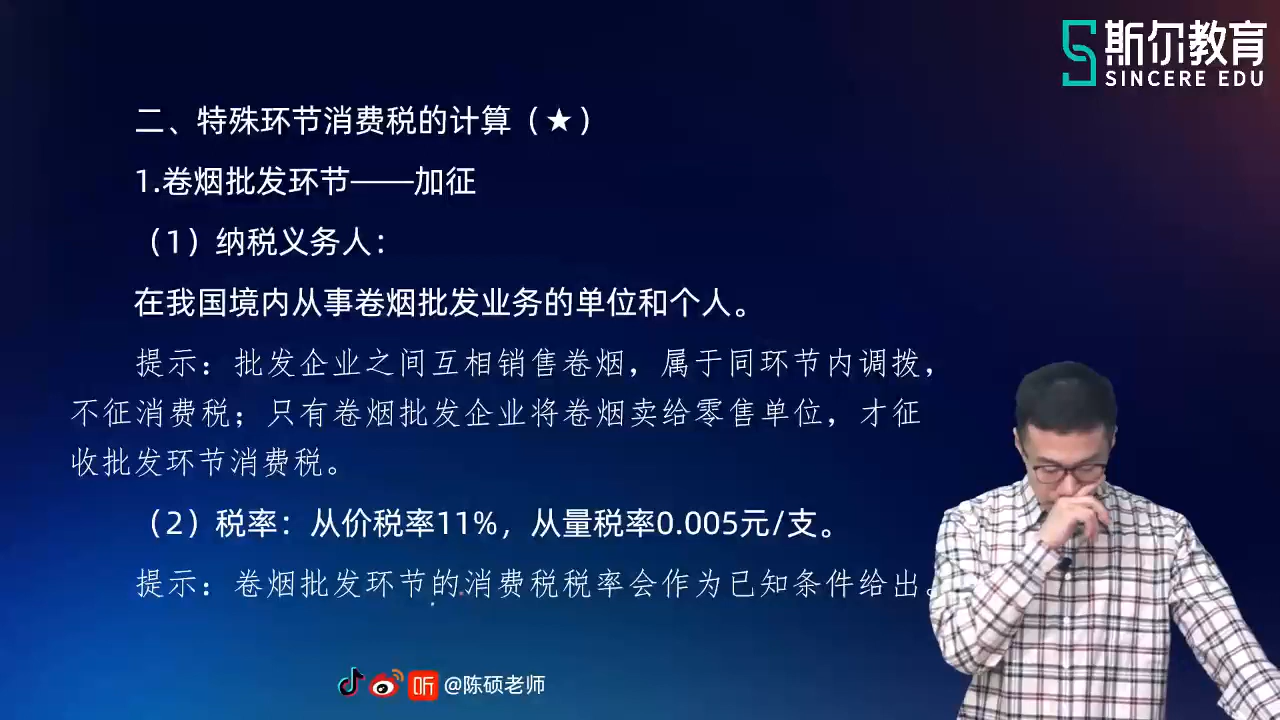 斯尔教育
SINCERE EDU
二、特殊环节消费税的计算（★）
1.卷烟批发环节——加征
（1）纳税义务人：
在我国境内从事卷烟批发业务的单位和个人。
提示：批发企业之间互相销售卷烟，属于同环节内调拨，
不征消费税；只有卷烟批发企业将卷烟卖给零售单位，才征
收批发环节消费税。
（2）税率：从价税率11%，从量税率0.005元/支。
提示：卷烟批发环节的消费税税率会作为已知条件给出。
听 @陈硕老师